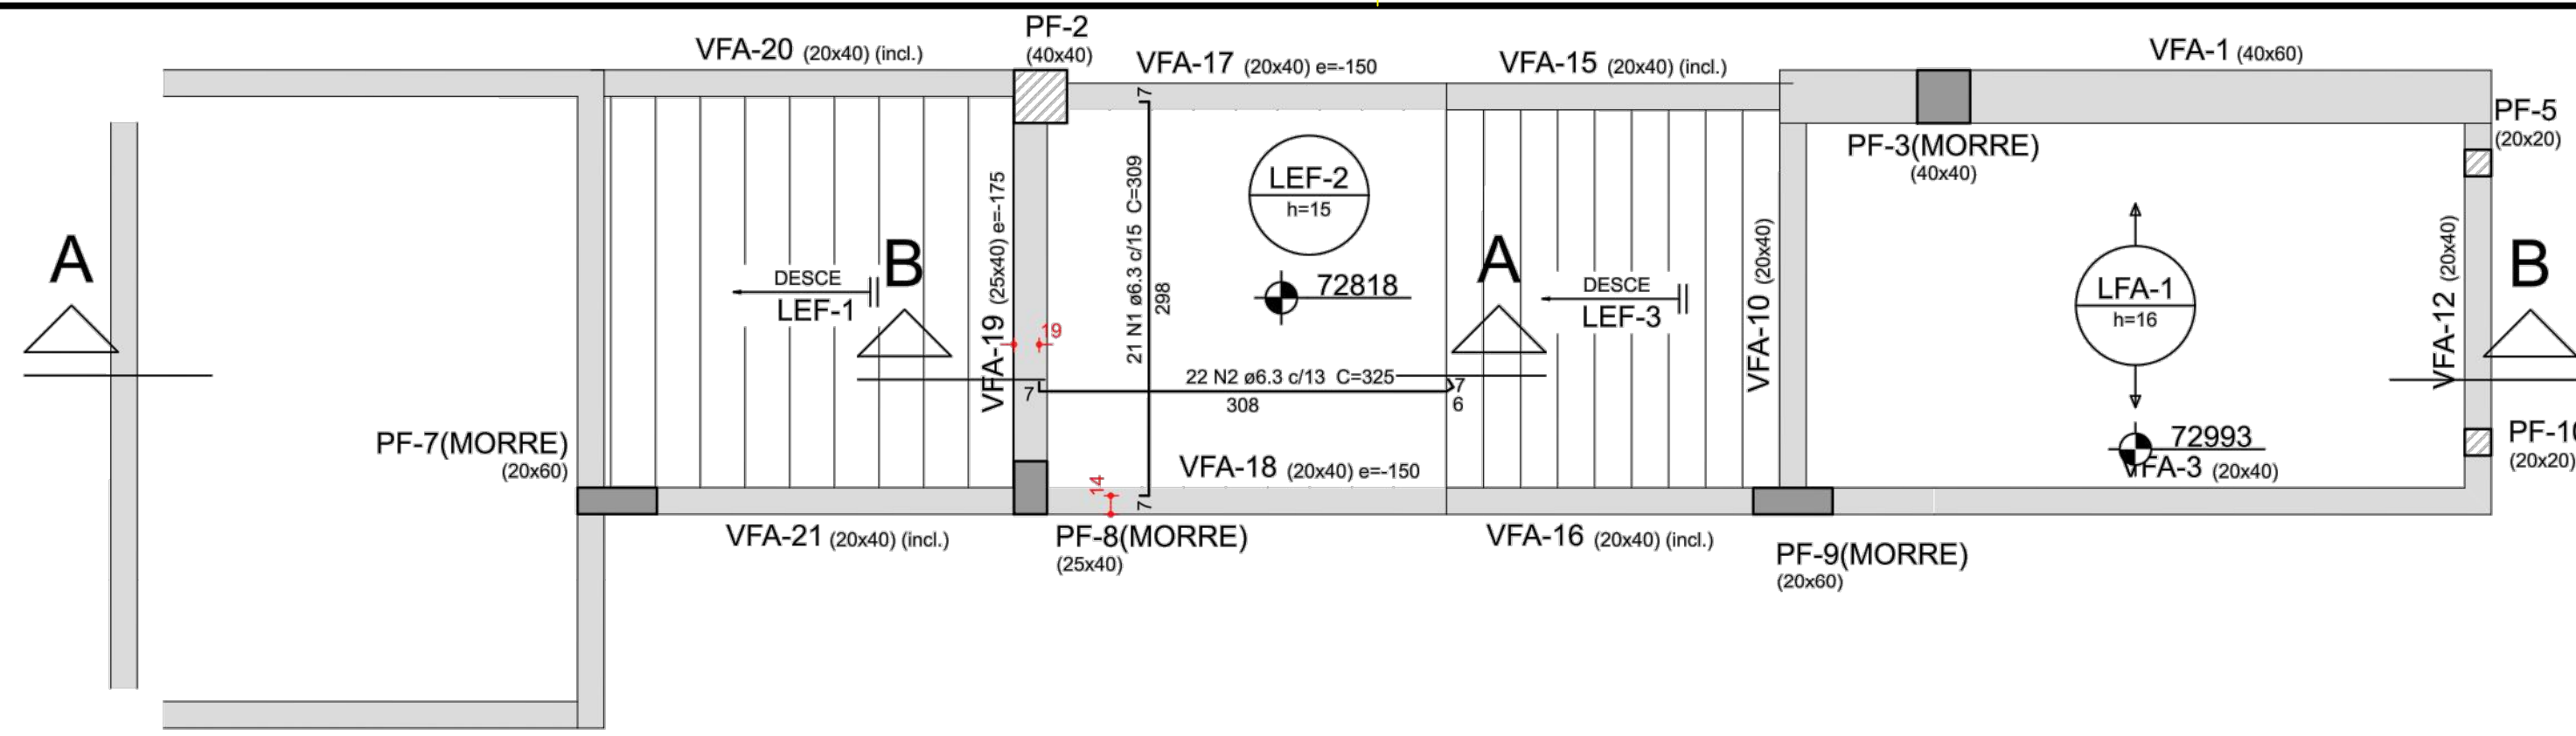 PF-2
(40x40)
VFA-20 (20x40) (incl.)
VFA-17 (20x40) e=-150
VFA-15 (20x40) (incl.)
VFA-1 (40x60)
PF-5
(20x20)
PF-3(MORRE)
(40x40)
7
21 N1 ø6.3 c/15 C=309
298
7
LEF-2
h=15
72818
A
DESCE
LEF-1
B
VFA-19 (25x40) e=-175
19
A
DESCE
LEF-3
VFA-10 (20x40)
LFA-1
h=16
VFA-12 (20x40)
B
7
22 N2 ø6.3 c/13 C=325
308
7
6
PF-7(MORRE)
(20x60)
72993
VFA-3 (20x40)
PF-10
(20x20)
VFA-18 (20x40) e=-150
14
VFA-21 (20x40) (incl.)
PF-8(MORRE)
(25x40)
VFA-16 (20x40) (incl.)
PF-9(MORRE)
(20x60)